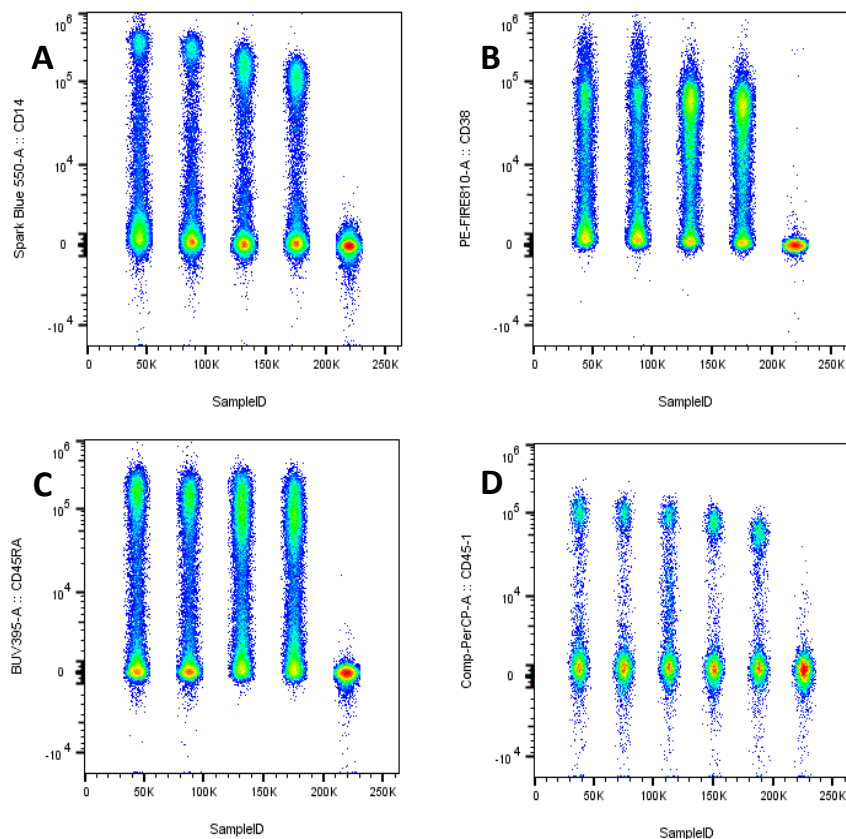 A
Spark Blue 550-A :: CD14
10^6
10^5
10^4
0
-10^4
0 50K 100K 150K 200K 250K
SampleID
B
PE-FIRE810-A :: CD38
10^6
10^5
10^4
0
-10^4
0 50K 100K 150K 200K 250K
SampleID
C
BUV395-A :: CD45RA
10^6
10^5
10^4
0
-10^4
0 50K 100K 150K 200K 250K
SampleID
D
Comp-PerCP-A :: CD45-1
10^6
10^5
10^4
0
-10^4
0 50K 100K 150K 200K 250K
SampleID